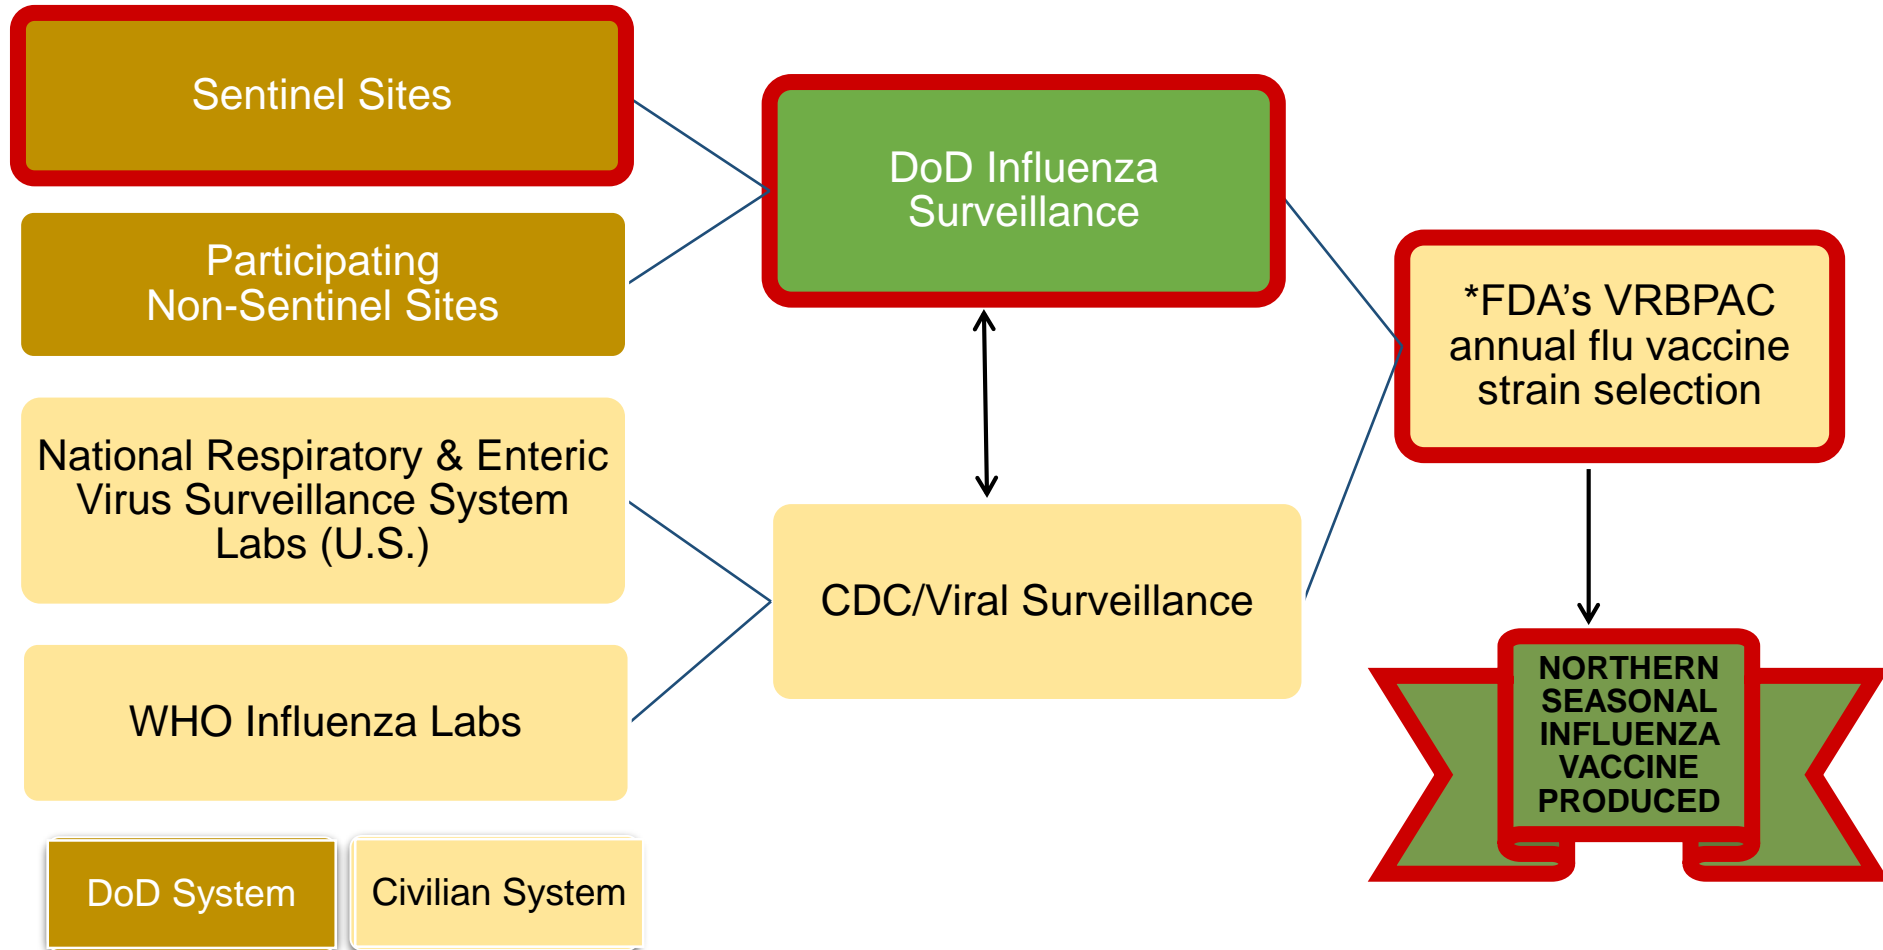 Sentinel Sites
Participating
Non-Sentinel Sites
National Respiratory & Enteric
Virus Surveillance System
Labs (U.S.)
WHO Influenza Labs
DoD System
Civilian System
DoD Influenza
Surveillance
CDC/Viral Surveillance
*FDA’s VRBPAC
annual flu vaccine
strain selection
NORTHERN
SEASONAL
INFLUENZA
VACCINE
PRODUCED